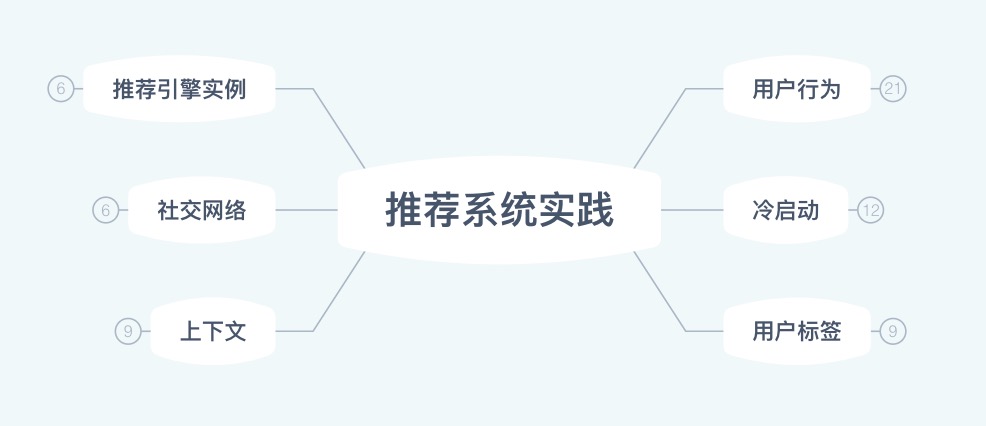 6 推荐引擎实例
用户行为 21
推荐系统实践
6 社交网络
冷启动 12
9 上下文
用户标签 9